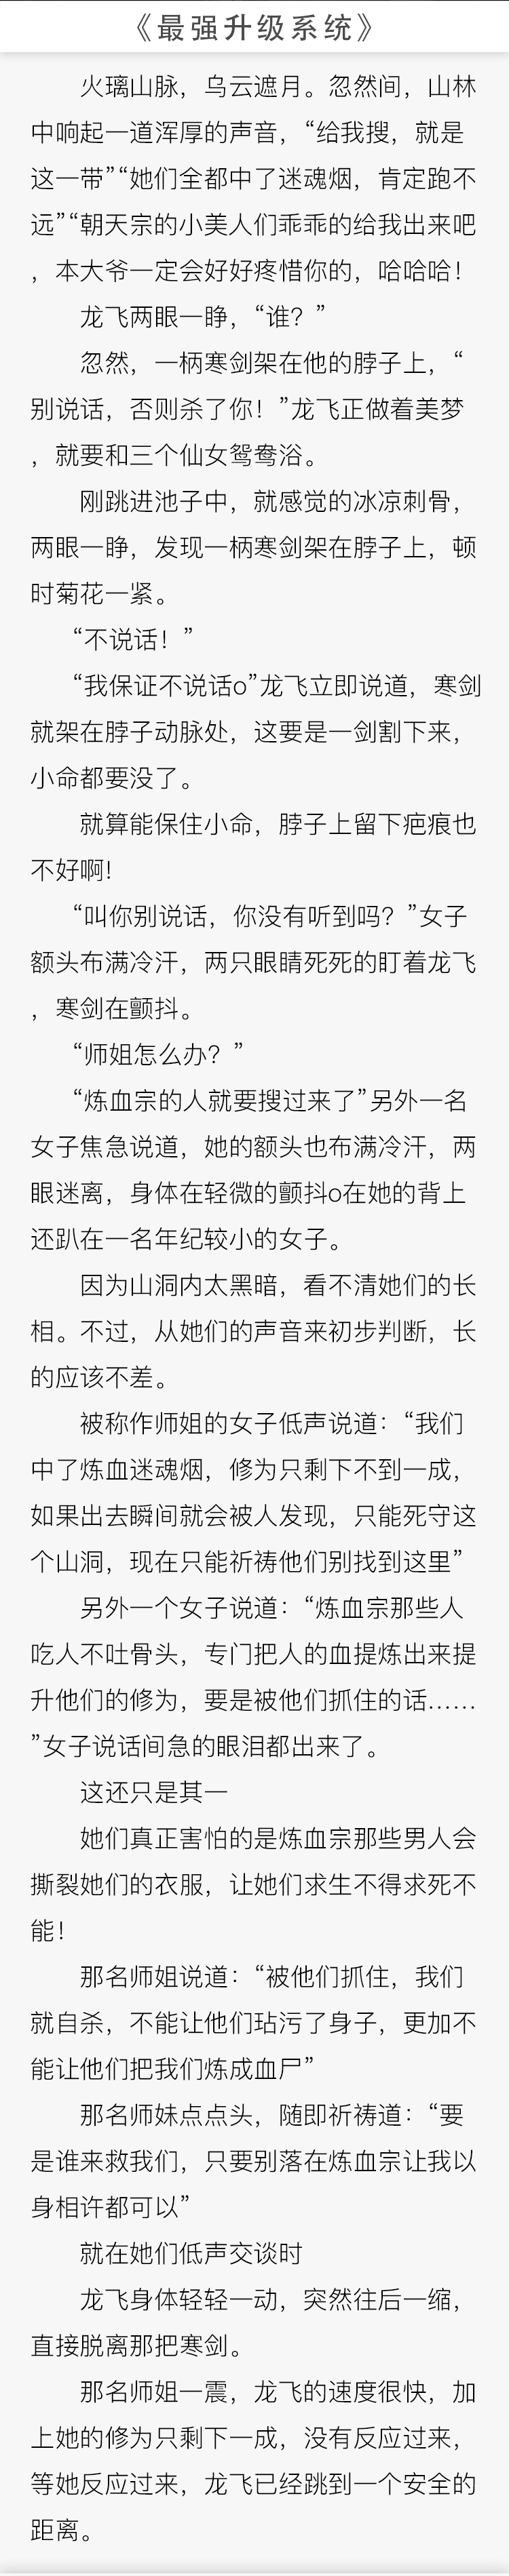 《最强升级系统》
火璃山脉，乌云遮月。忽然间，山林
中响起一道浑厚的声音，“给我搜，就是
这一带”“她们全都中了迷魂烟，肯定跑不
远”“朝天宗的小美人们乖乖的给我出来吧
，本大爷一定会好好疼惜你的，哈哈哈！
龙飞两眼一睁，“谁？”
忽然，一柄寒剑架在他的脖子上，“
别说话，否则杀了你！”龙飞正做着美梦
，就要和三个仙女鸳鸯浴。
刚跳进池子中，就感觉的冰凉刺骨，
两眼一睁，发现一柄寒剑架在脖子上，顿
时菊花一紧。
“不说话！”
“我保证不说话o”龙飞立即说道，寒剑
就架在脖子动脉处，这要是一剑割下来，
小命都要没了。
就算能保住小命，脖子上留下疤痕也
不好啊!
“叫你别说话，你没有听到吗？”女子
额头布满冷汗，两只眼睛死死的盯着龙飞
，寒剑在颤抖。
“师姐怎么办？”
“炼血宗的人就要搜过来了”另外一名
女子焦急说道，她的额头也布满冷汗，两
眼迷离，身体在轻微的颤抖o在她的背上
还趴在一名年纪较小的女子。
因为山洞内太黑暗，看不清她们的长
相。不过，从她们的声音来初步判断，长
的应该不差。
被称作师姐的女子低声说道：“我们
中了炼血迷魂烟，修为只剩下不到一成，
如果出去瞬间就会被人发现，只能死守这
个山洞，现在只能祈祷他们别找到这里”
另外一个女子说道：“炼血宗那些人
吃人不吐骨头，专门把人的血提炼出来提
升他们的修为，要是被他们抓住的话……
”女子说话间急的眼泪都出来了。
这还只是其一
她们真正害怕的是炼血宗那些男人会
撕裂她们的衣服，让她们求生不得求死不
能！
那名师姐说道：“被他们抓住，我们
就自杀，不能让他们玷污了身子，更加不
能让他们把我们炼成血尸”
那名师妹点点头，随即祈祷道：“要
是谁来救我们，只要别落在炼血宗让我以
身相许都可以”
就在她们低声交谈时
龙飞身体轻轻一动，突然往后一缩，
直接脱离那把寒剑。
那名师姐一震，龙飞的速度很快，加
上她的修为只剩下一成，没有反应过来，
等她反应过来，龙飞已经跳到一个安全的
距离。